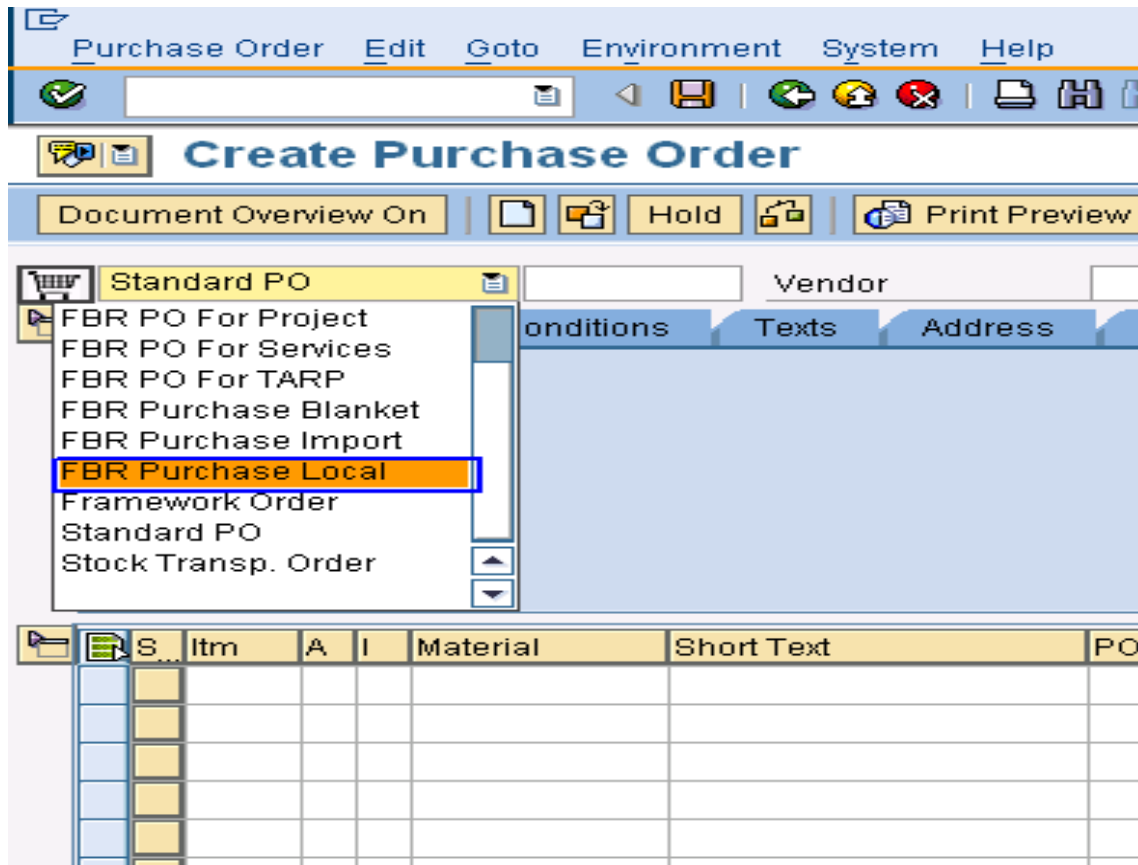 Purchase Order Edit Goto Environment System Help
Create Purchase Order
Document Overview On Hold Print Preview
Standard PO Vendor
FBR PO For Project
onditions Texts Address
FBR PO For Services
FBR PO For TARP
FBR Purchase Blanket
FBR Purchase Import
FBR Purchase Local
Framework Order
Standard PO
Stock Transp. Order
S... Itm A I Material Short Text PO